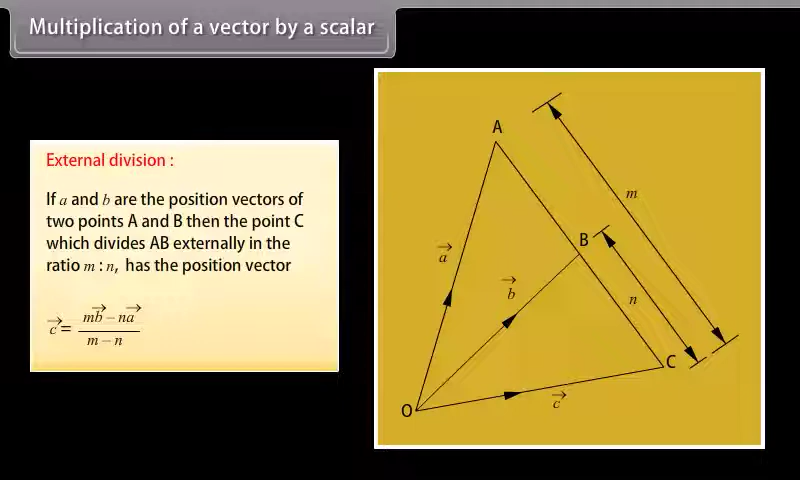 Multiplication of a vector by a scalar
External division :
If a and b are the position vectors of
two points A and B then the point C
which divides AB externally in the
ratio m : n, has the position vector
c⃗ = (mb⃗ – na⃗) / (m – n)
A
m
B
a⃗
b⃗
n
C
c⃗
O